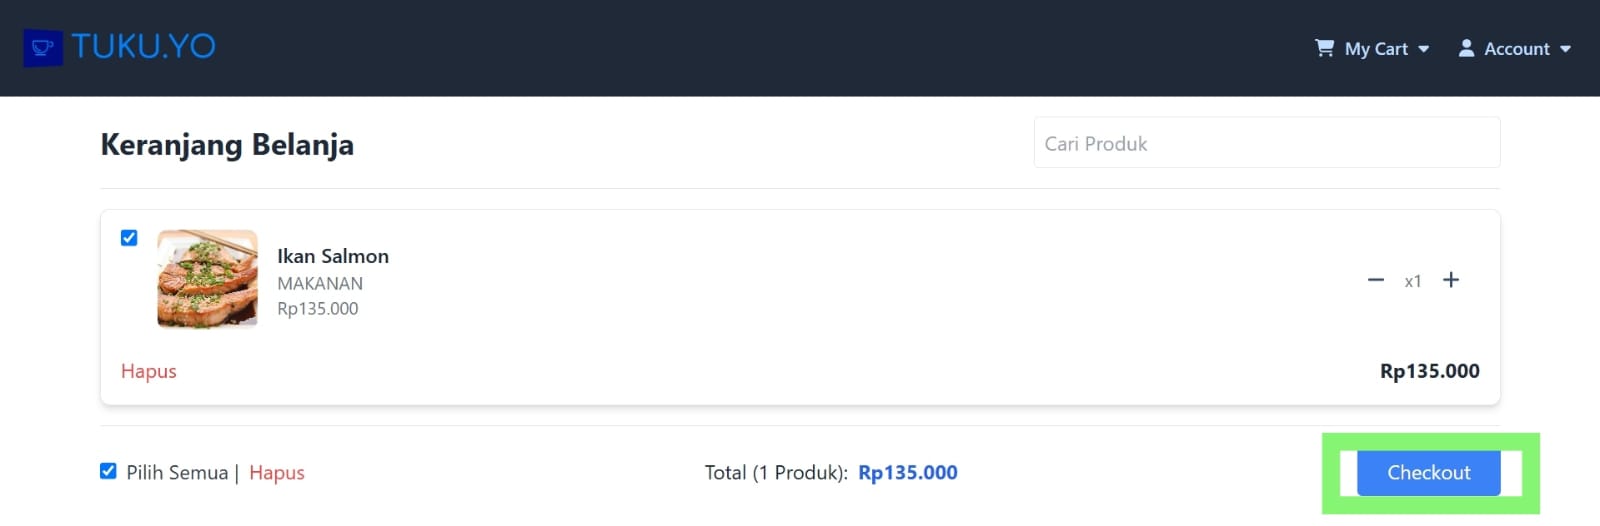 TUKU.YO
My Cart
Account
Keranjang Belanja
Cari Produk
Ikan Salmon
MAKANAN
Rp135.000
x1
Hapus
Rp135.000
Pilih Semua | Hapus
Total (1 Produk): Rp135.000
Checkout